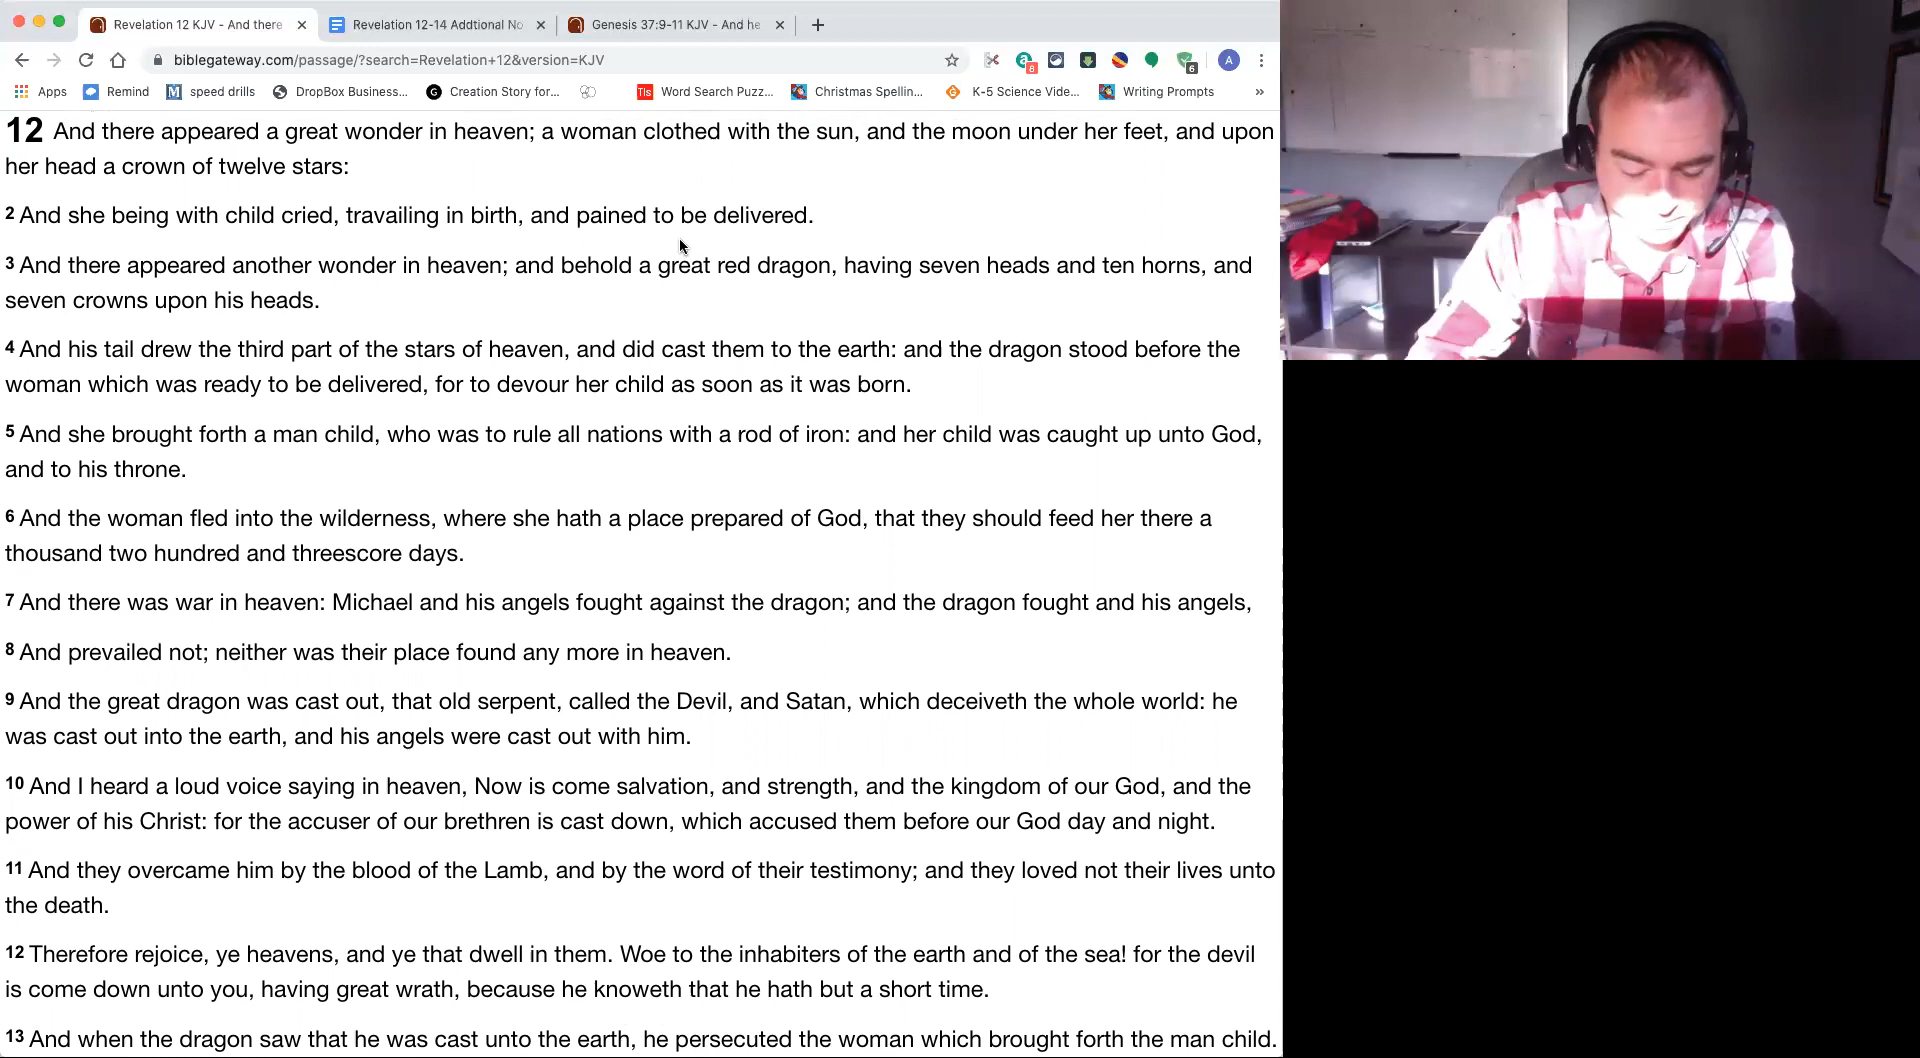 Revelation 12 KJV - And there
Revelation 12-14 Addtional No
Genesis 37:9-11 KJV - And he
biblegateway.com/passage/?search=Revelation+12&version=KJV
8
6
A
Apps
Remind
M speed drills
DropBox Business...
G Creation Story for...
Tls Word Search Puzz...
Christmas Spellin...
K-5 Science Vide...
Writing Prompts
»
12 And there appeared a great wonder in heaven; a woman clothed with the sun, and the moon under her feet, and upon
her head a crown of twelve stars:
2 And she being with child cried, travailing in birth, and pained to be delivered.
3 And there appeared another wonder in heaven; and behold a great red dragon, having seven heads and ten horns, and
seven crowns upon his heads.
4 And his tail drew the third part of the stars of heaven, and did cast them to the earth: and the dragon stood before the
woman which was ready to be delivered, for to devour her child as soon as it was born.
5 And she brought forth a man child, who was to rule all nations with a rod of iron: and her child was caught up unto God,
and to his throne.
6 And the woman fled into the wilderness, where she hath a place prepared of God, that they should feed her there a
thousand two hundred and threescore days.
7 And there was war in heaven: Michael and his angels fought against the dragon; and the dragon fought and his angels,
8 And prevailed not; neither was their place found any more in heaven.
9 And the great dragon was cast out, that old serpent, called the Devil, and Satan, which deceiveth the whole world: he
was cast out into the earth, and his angels were cast out with him.
10 And I heard a loud voice saying in heaven, Now is come salvation, and strength, and the kingdom of our God, and the
power of his Christ: for the accuser of our brethren is cast down, which accused them before our God day and night.
11 And they overcame him by the blood of the Lamb, and by the word of their testimony; and they loved not their lives unto
the death.
12 Therefore rejoice, ye heavens, and ye that dwell in them. Woe to the inhabiters of the earth and of the sea! for the devil
is come down unto you, having great wrath, because he knoweth that he hath but a short time.
13 And when the dragon saw that he was cast unto the earth, he persecuted the woman which brought forth the man child.